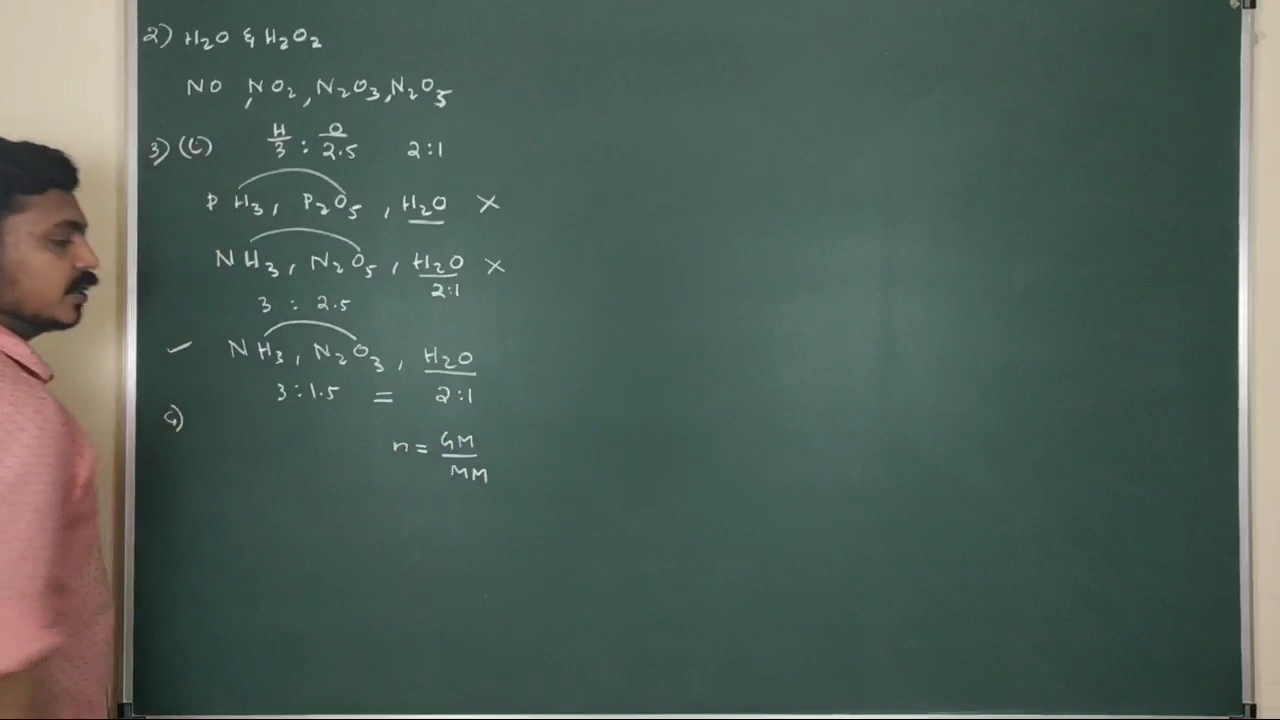 2) H₂O & H₂O₂
NO, NO₂, N₂O₃, N₂O₅
3) (i) H/3 : O/2.5 2:1
PH₃, P₂O₅, H₂O ×
NH₃, N₂O₅, H₂O ×
2:1
3 : 2.5
✓ NH₃, N₂O₃, H₂O
3:1.5 = 2:1
4)
n = GM/MM